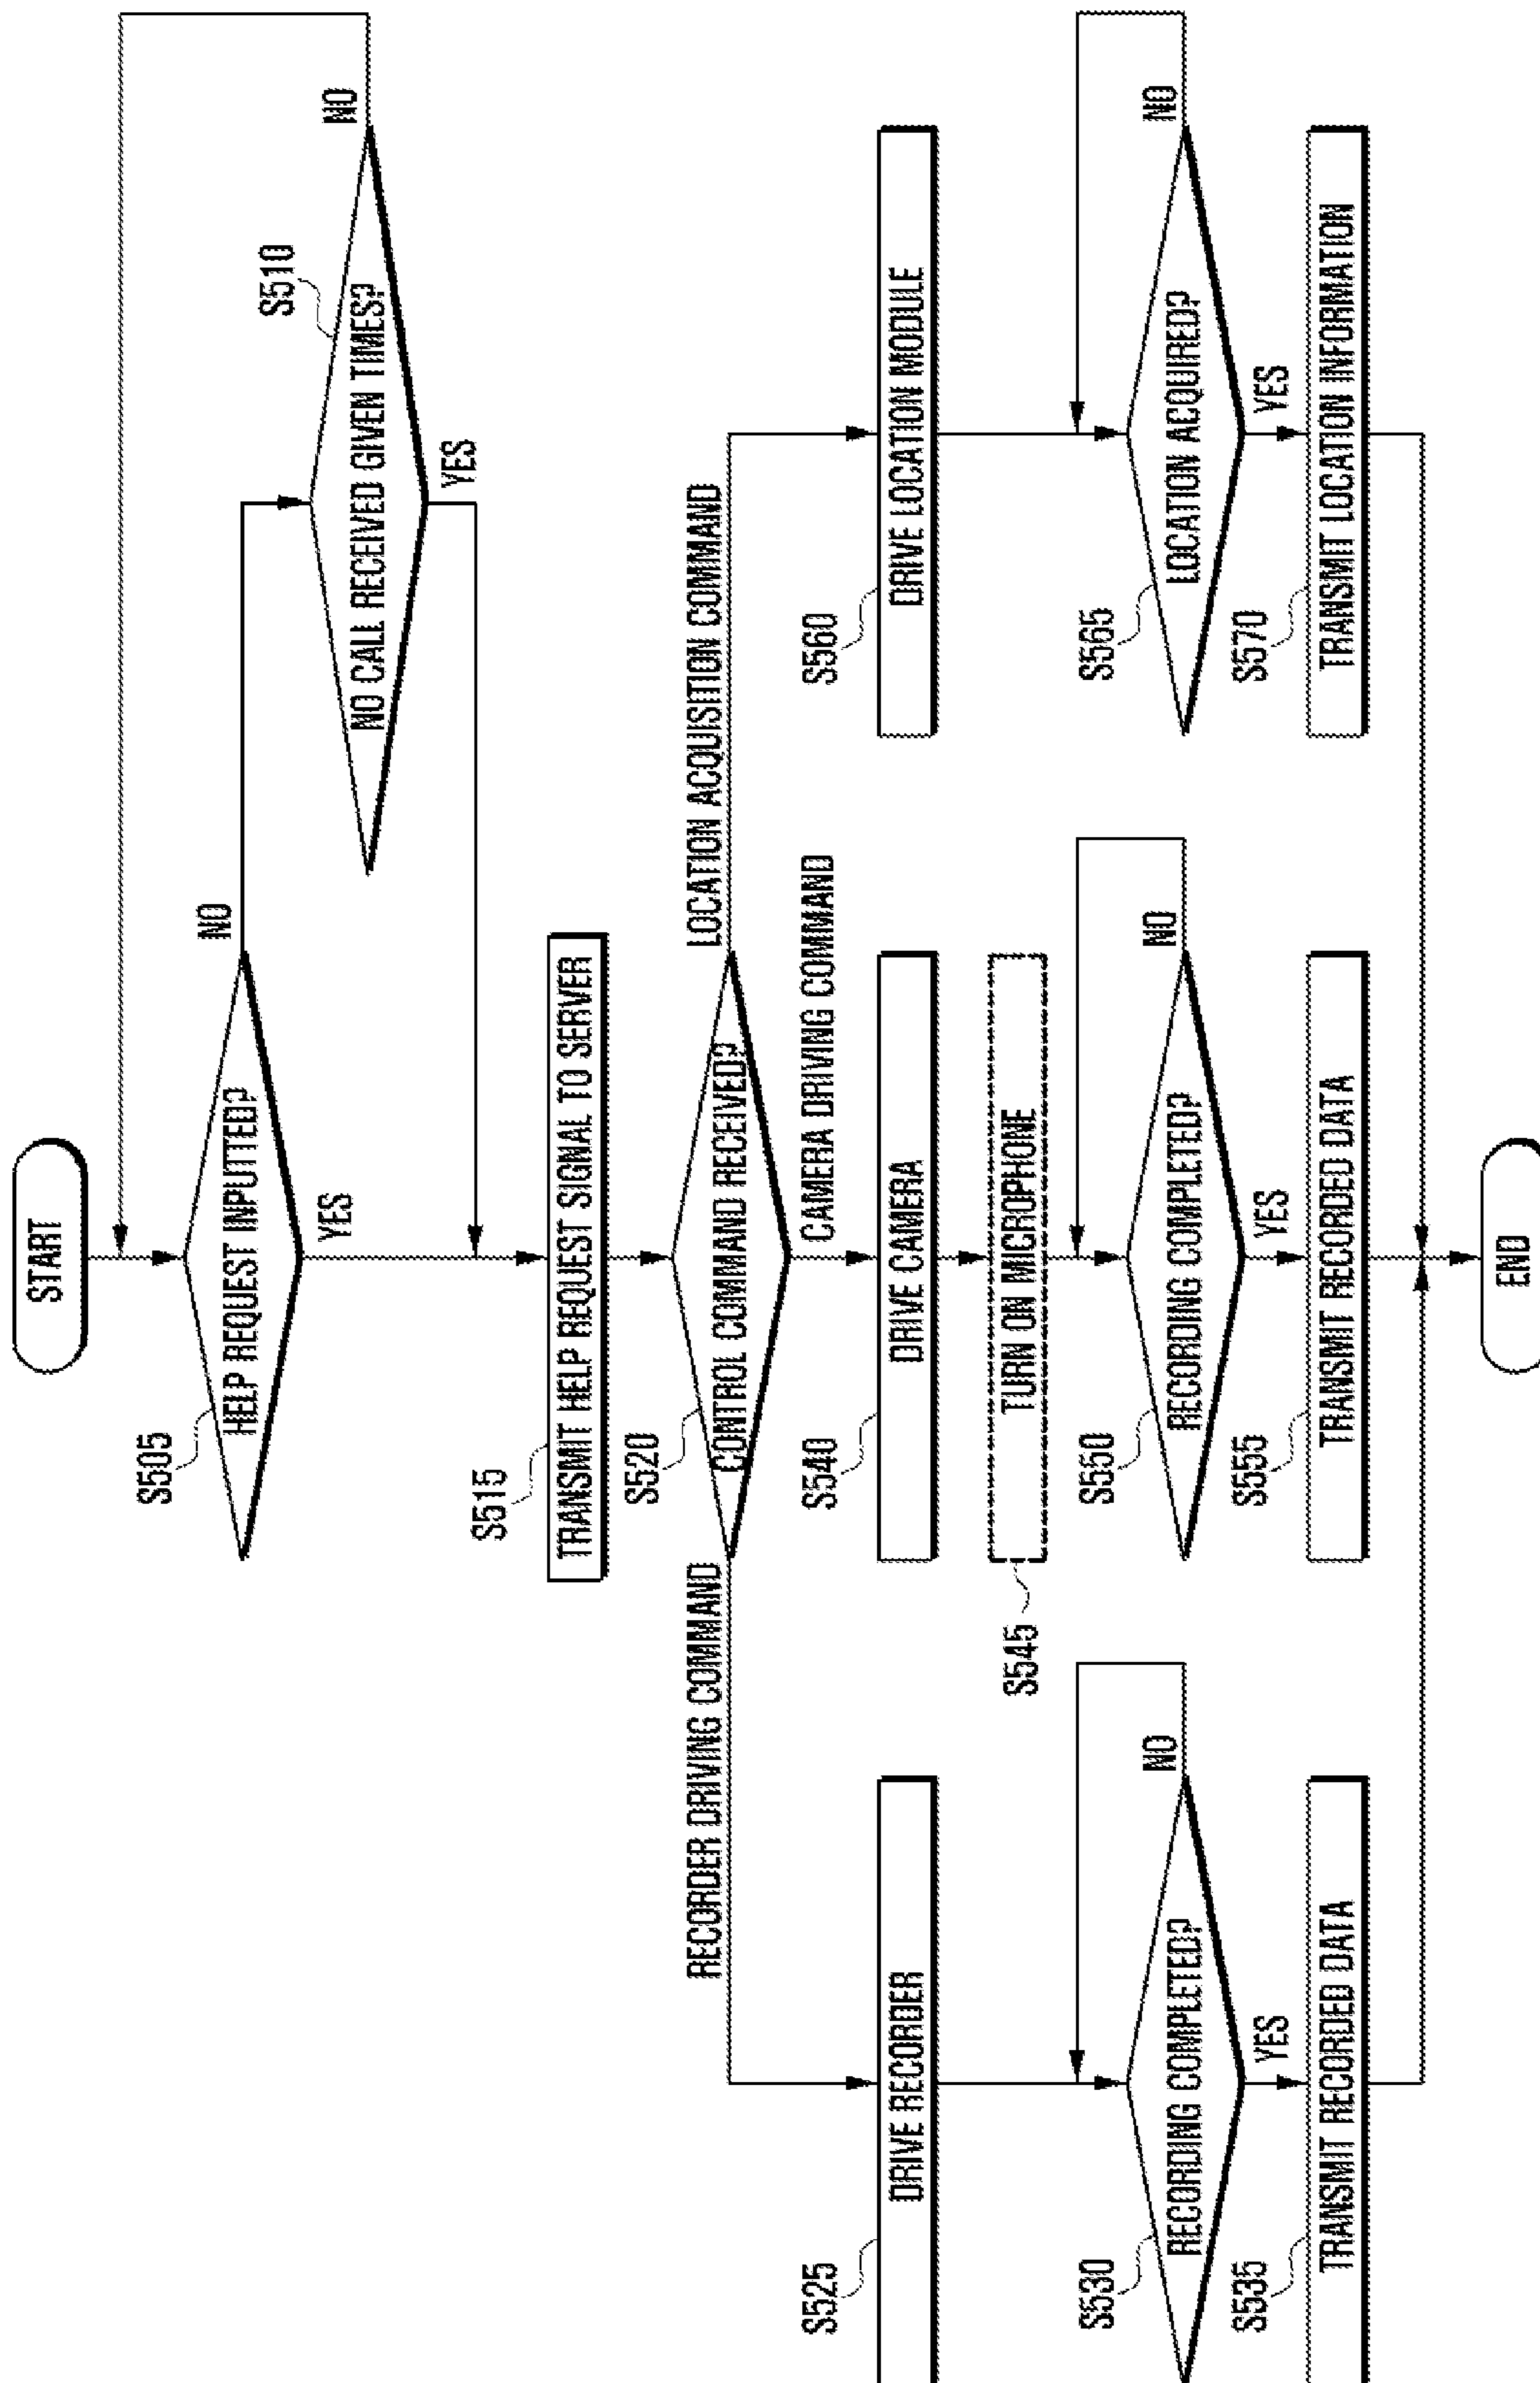 START
S505
HELP REQUEST INPUTTED?
NO
YES
S510
NO CALL RECEIVED GIVEN TIMES?
NO
YES
S515
TRANSMIT HELP REQUEST SIGNAL TO SERVER
S520
CONTROL COMMAND RECEIVED?
RECORDER DRIVING COMMAND
CAMERA DRIVING COMMAND
LOCATION ACQUISITION COMMAND
S525
DRIVE RECORDER
S530
RECORDING COMPLETED?
NO
YES
S535
TRANSMIT RECORDED DATA
S540
DRIVE CAMERA
TURN ON MICROPHONE
S545
S550
RECORDING COMPLETED?
NO
YES
S555
TRANSMIT RECORDED DATA
S560
DRIVE LOCATION MODULE
S565
LOCATION ACQUIRED?
NO
YES
S570
TRANSMIT LOCATION INFORMATION
END